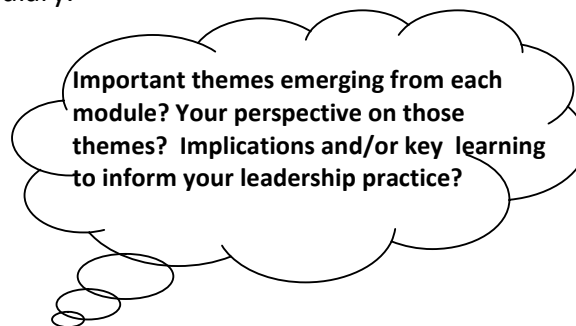 Important themes emerging from each
module? Your perspective on those
themes?  Implications and/or key  learning
to inform your leadership practice?